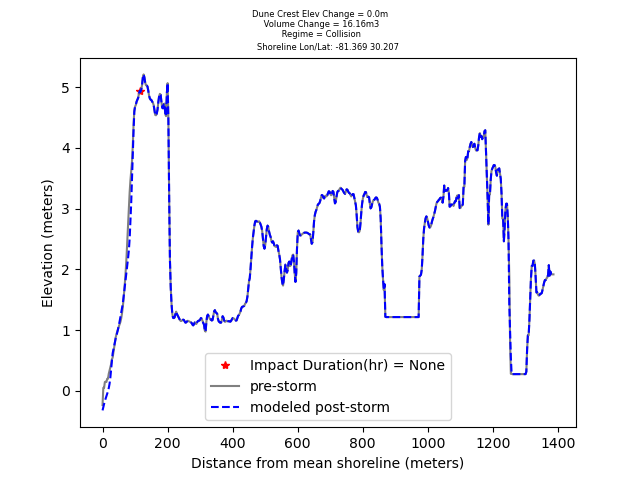 Dune Crest Elev Change = 0.0m
Volume Change = 16.16m3
Regime = Collision
Shoreline Lon/Lat: -81.369 30.207
5
4
3
2
1
0
Elevation (meters)
Impact Duration(hr) = None
pre-storm
modeled post-storm
0 200 400 600 800 1000 1200 1400
Distance from mean shoreline (meters)